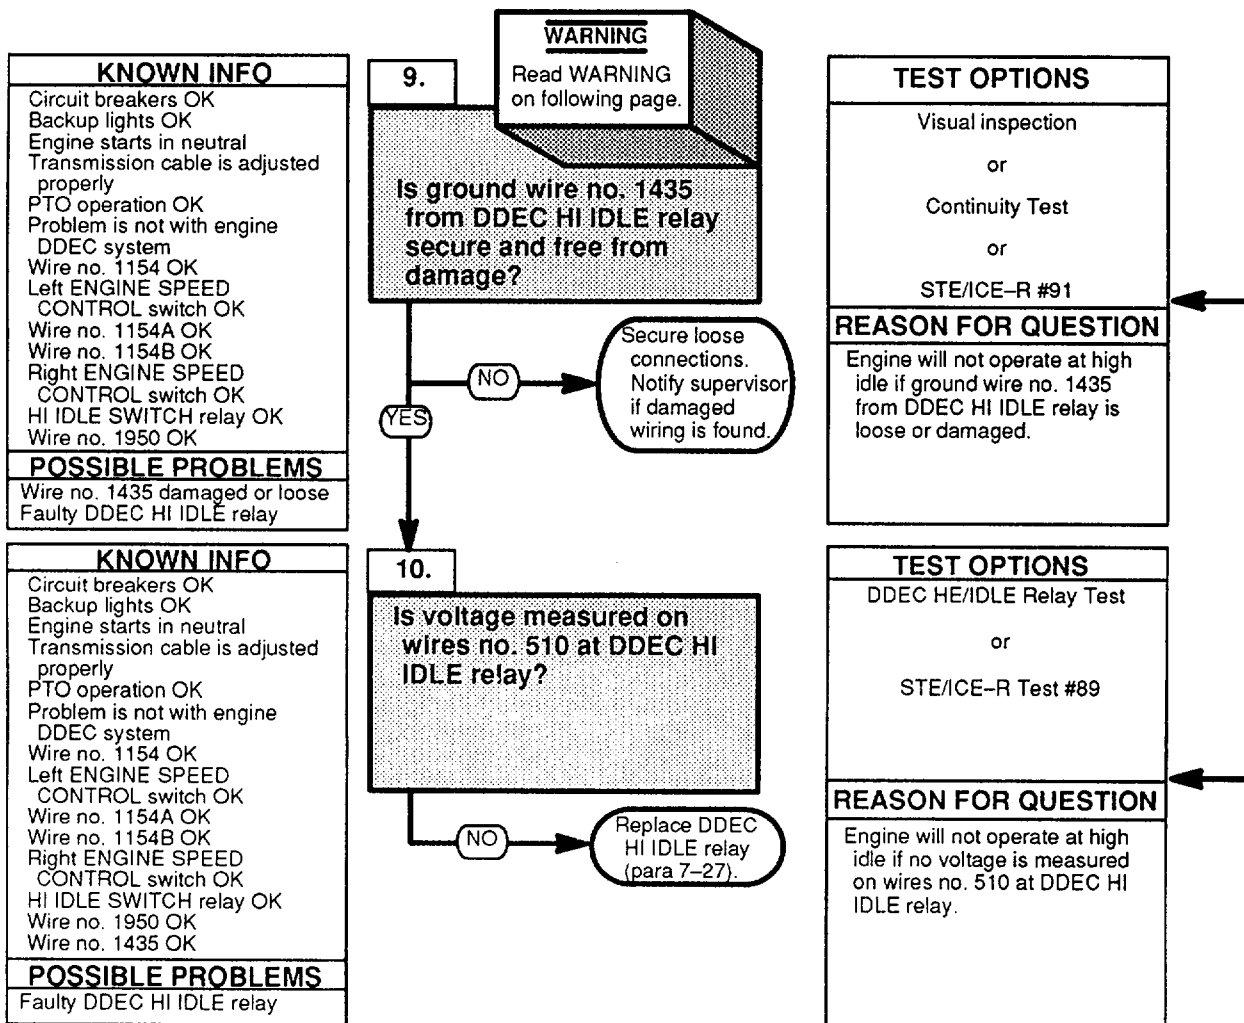 KNOWN INFO
Circuit breakers OK
Backup lights OK
Engine starts in neutral
Transmission cable is adjusted
properly
PTO operation OK
Problem is not with engine
DDEC system
Wire no. 1154 OK
Left ENGINE SPEED
CONTROL switch OK
Wire no. 1154A OK
Wire no. 1154B OK
Right ENGINE SPEED
CONTROL switch OK
HI IDLE SWITCH relay OK
Wire no. 1950 OK
POSSIBLE PROBLEMS
Wire no. 1435 damaged or loose
Faulty DDEC HI IDLE relay
9.
WARNING
Read WARNING
on following page.
Is ground wire no. 1435
from DDEC HI IDLE relay
secure and free from
damage?
NO
Secure loose
connections.
Notify supervisor
if damaged
wiring is found.
YES
TEST OPTIONS
Visual inspection
or
Continuity Test
or
STE/ICE–R #91
REASON FOR QUESTION
Engine will not operate at high
idle if ground wire no. 1435
from DDEC HI IDLE relay is
loose or damaged.
KNOWN INFO
Circuit breakers OK
Backup lights OK
Engine starts in neutral
Transmission cable is adjusted
properly
PTO operation OK
Problem is not with engine
DDEC system
Wire no. 1154 OK
Left ENGINE SPEED
CONTROL switch OK
Wire no. 1154A OK
Wire no. 1154B OK
Right ENGINE SPEED
CONTROL switch OK
HI IDLE SWITCH relay OK
Wire no. 1950 OK
Wire no. 1435 OK
POSSIBLE PROBLEMS
Faulty DDEC HI IDLE relay
10.
Is voltage measured on
wires no. 510 at DDEC HI
IDLE relay?
NO
Replace DDEC
HI IDLE relay
(para 7–27).
TEST OPTIONS
DDEC HE/IDLE Relay Test
or
STE/ICE–R Test #89
REASON FOR QUESTION
Engine will not operate at high
idle if no voltage is measured
on wires no. 510 at DDEC HI
IDLE relay.